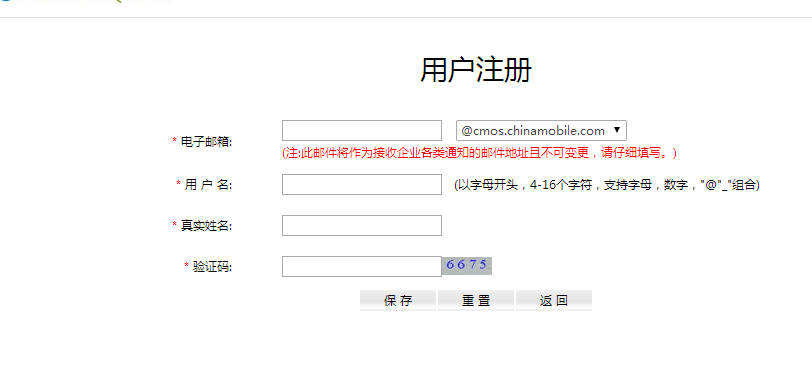 用户注册
* 电子邮箱: @cmos.chinamobile.com ▼
(注:此邮件将作为接收企业各类通知的邮件地址且不可变更，请仔细填写。)
* 用 户 名: (以字母开头，4-16个字符，支持字母，数字，"@"_"组合)
* 真实姓名:
* 验证码: 6675
保 存 重 置 返 回